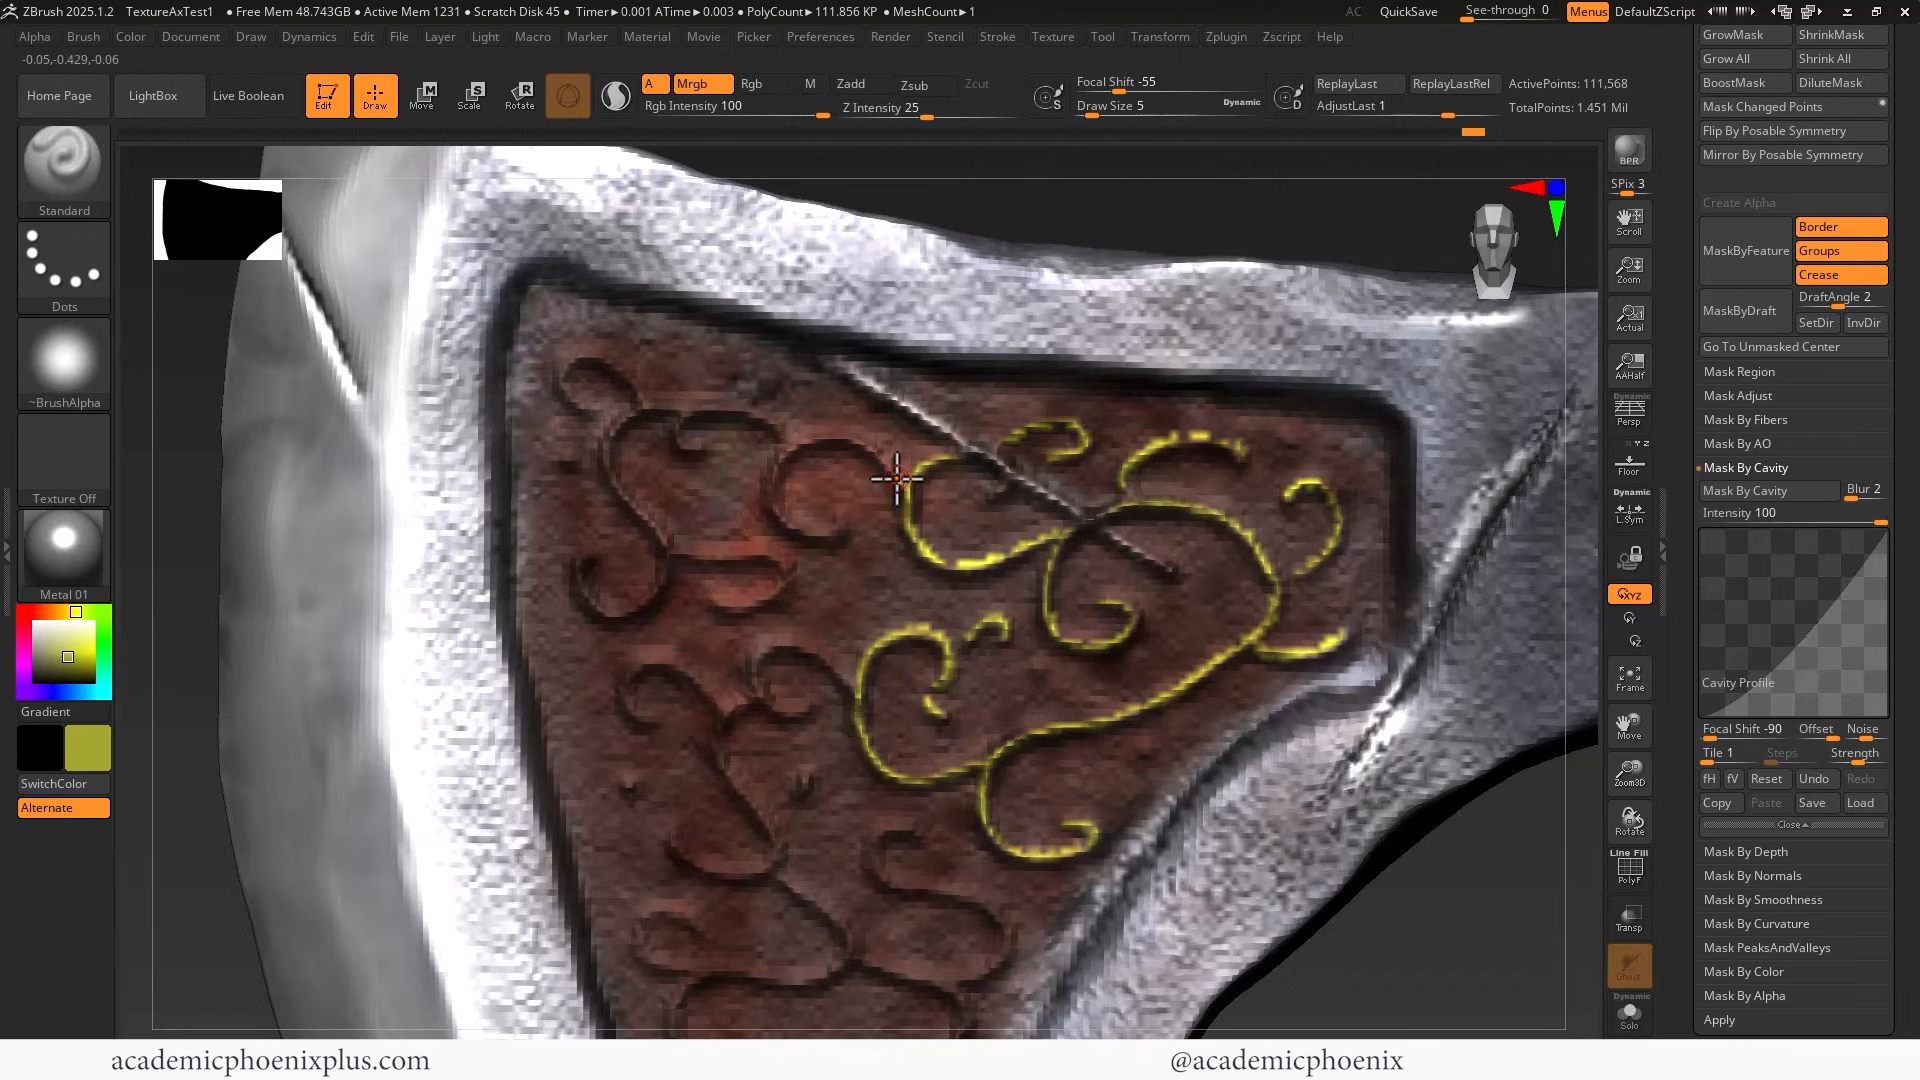 ZBrush 2025.1.2 TextureAxTest1 ● Free Mem 48.743GB ● Active Mem 1231 ● Scratch Disk 45 ● Timer▶0.001 ATime▶0.003 ● PolyCount▶111.856 KP ● MeshCount▶1 AC QuickSave See-through 0 Menus DefaultZScript
Alpha Brush Color Document Draw Dynamics Edit File Layer Light Macro Marker Material Movie Picker Preferences Render Stencil Stroke Texture Tool Transform Zplugin Zscript Help
-0.05,-0.429,-0.06
Home Page LightBox Live Boolean Edit Draw Move Scale Rotate
A Mrgb Rgb M Zadd Zsub Zcut
Rgb Intensity 100 Z Intensity 25
Focal Shift -55
Draw Size 5 Dynamic
ReplayLast ReplayLastRel ActivePoints: 111,568
AdjustLast 1 TotalPoints: 1.451 Mil
Standard
Dots
~BrushAlpha
Texture Off
Metal 01
Gradient
SwitchColor
Alternate
BPR
SPix 3
Scroll
Zoom
Actual
AAHalf
Dynamic
Persp
Floor
Dynamic
L.Sym
XYZ
Frame
Move
Zoom3D
Rotate
Line Fill
PolyF
Transp
Ghost
Dynamic
Solo
GrowMask ShrinkMask
Grow All Shrink All
BoostMask DiluteMask
Mask Changed Points
Flip By Posable Symmetry
Mirror By Posable Symmetry
Create Alpha
MaskByFeature Border
Groups
Crease
MaskByDraft DraftAngle 2
SetDir InvDir
Go To Unmasked Center
Mask Region
Mask Adjust
Mask By Fibers
Mask By AO
Mask By Cavity
Mask By Cavity Blur 2
Intensity 100
Cavity Profile
Focal Shift -90 Offset Noise
Tile 1 Steps Strength
fH fV Reset Undo Redo
Copy Paste Save Load
Close
Mask By Depth
Mask By Normals
Mask By Smoothness
Mask By Curvature
Mask PeaksAndValleys
Mask By Color
Mask By Alpha
Apply
academicphoenixplus.com @academicphoenix